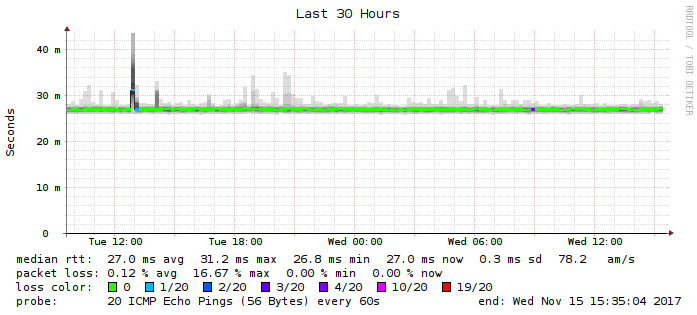 Last 30 Hours
RRDTOOL / TOBI OETIKER
Seconds
40 m
30 m
20 m
10 m
0
Tue 12:00 Tue 18:00 Wed 00:00 Wed 06:00 Wed 12:00
median rtt: 27.0 ms avg 31.2 ms max 26.8 ms min 27.0 ms now 0.3 ms sd 78.2 am/s
packet loss: 0.12 % avg 16.67 % max 0.00 % min 0.00 % now
loss color: 0 1/20 2/20 3/20 4/20 10/20 19/20
probe: 20 ICMP Echo Pings (56 Bytes) every 60s end: Wed Nov 15 15:35:04 2017